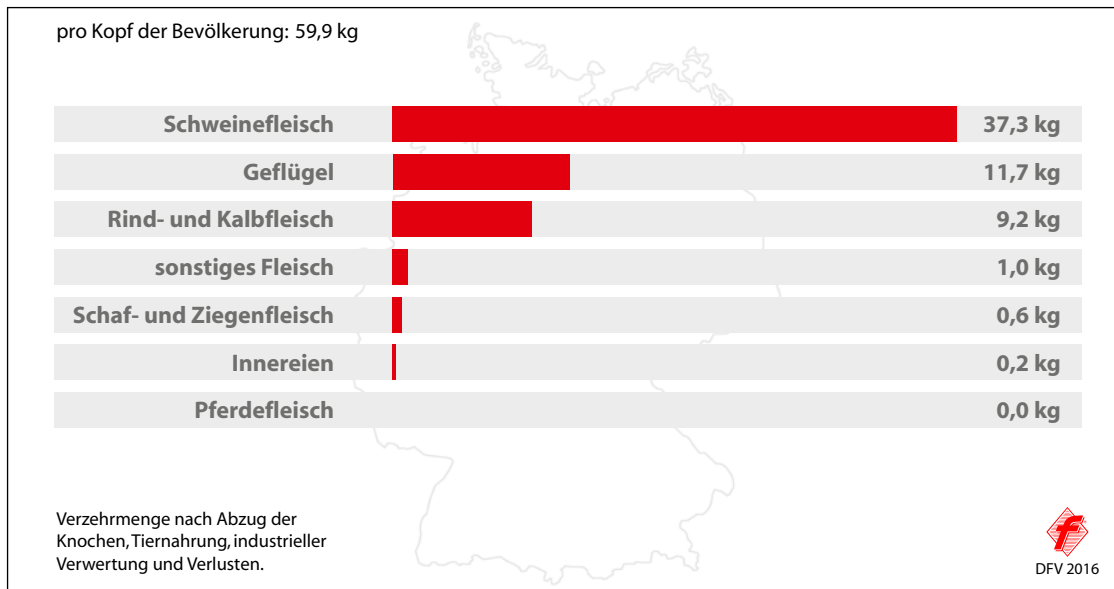 pro Kopf der Bevölkerung: 59,9 kg
Schweinefleisch 37,3 kg
Geflügel 11,7 kg
Rind- und Kalbfleisch 9,2 kg
sonstiges Fleisch 1,0 kg
Schaf- und Ziegenfleisch 0,6 kg
Innereien 0,2 kg
Pferdefleisch 0,0 kg
Verzehrmenge nach Abzug der
Knochen, Tiernahrung, industrieller
Verwertung und Verlusten.
f
DFV 2016